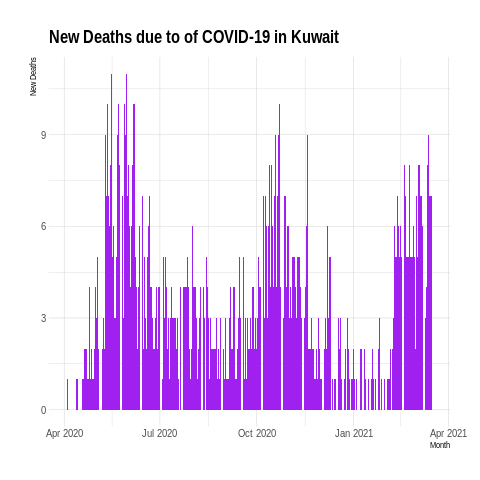 New Deaths due to of COVID-19 in Kuwait
New Deaths
9
6
3
0
Apr 2020
Jul 2020
Oct 2020
Jan 2021
Apr 2021
Month